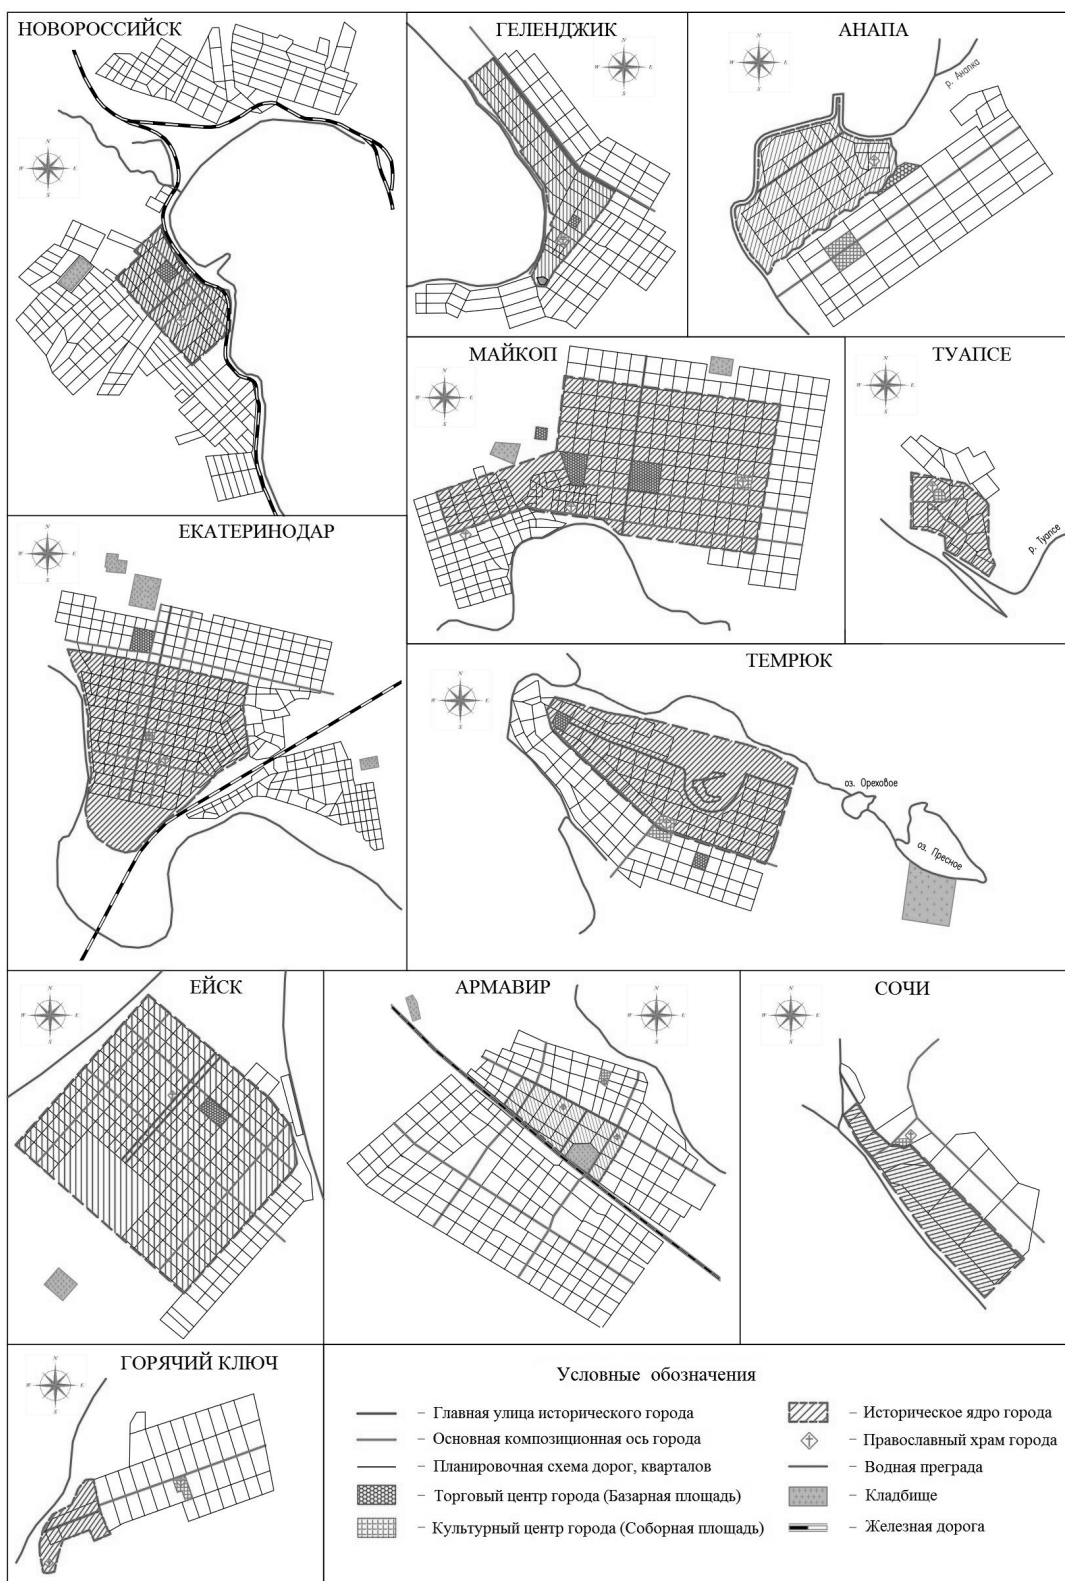 НОВОРОССИЙСК
N
W E
S
ГЕЛЕНДЖИК
N
W E
S
АНАПА
N
W E
S
р. Анапка
МАЙКОП
N
W E
S
ТУАПСЕ
N
W E
S
р. Туапсе
ЕКАТЕРИНОДАР
N
W E
S
ТЕМРЮК
N
W E
S
оз. Ореховое
оз. Пресное
ЕЙСК
N
W E
S
АРМАВИР
N
W E
S
СОЧИ
N
W E
S
ГОРЯЧИЙ КЛЮЧ
N
W E
S
Условные обозначения
– Главная улица исторического города
– Основная композиционная ось города
– Планировочная схема дорог, кварталов
– Торговый центр города (Базарная площадь)
– Культурный центр города (Соборная площадь)
– Историческое ядро города
– Православный храм города
– Водная преграда
– Кладбище
– Железная дорога